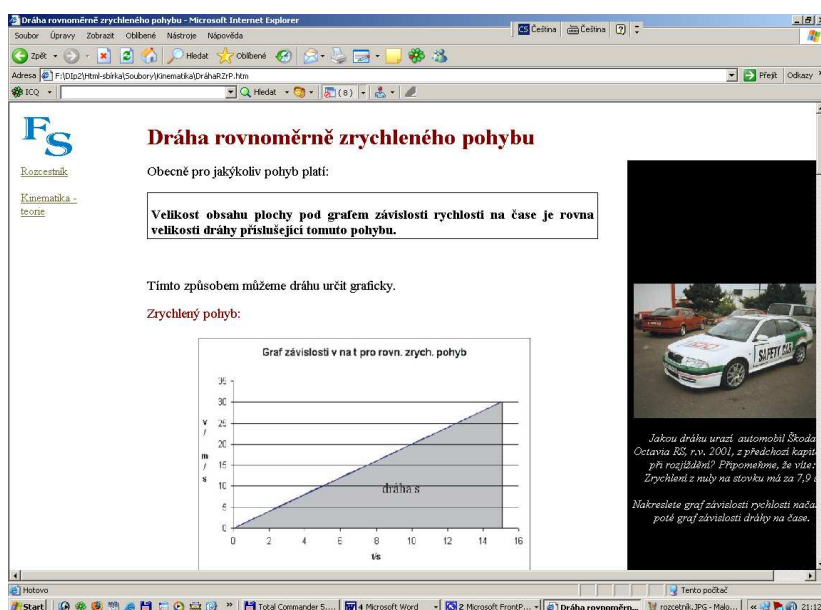 Dráha rovnoměrně zrychleného pohybu - Microsoft Internet Explorer
Čeština Čeština
Soubor Úpravy Zobrazit Oblíbené Nástroje Nápověda
Zpět Hledat Oblíbené
Adresa F:\DIp2\Html-sbírka\Soubory\Kinematika\DráhaRZrP.htm Přejít Odkazy
ICQ Hledat (8)
FS
Rozcestník
Kinematika -
teorie
Dráha rovnoměrně zrychleného pohybu
Obecně pro jakýkoliv pohyb platí:
Velikost obsahu plochy pod grafem závislosti rychlosti na čase je rovna
velikosti dráhy příslušející tomuto pohybu.
Tímto způsobem můžeme dráhu určit graficky.
Zrychlený pohyb:
Graf závislosti v na t pro rovn. zrych. pohyb
35
30
25
20
15
10
5
0
v / m / s
dráha s
0 2 4 6 8 10 12 14 16
t/s
SAFETY CAR
Jakou dráhu urazí automobil Škoda
Octavia RS, r.v. 2001, z předchozí kapit
při rozjíždění? Připomeňme, že víte:
Zrychlení z nuly na stovku má za 7,9
Nakreslete graf závislosti rychlosti na ča
poté graf závislosti dráhy na čase.
Hotovo Tento počítač
Start Total Commander 5.... 4 Microsoft Word 2 Microsoft FrontP... Dráha rovnoměrn... rozcetník.JPG - Malo... 21:12